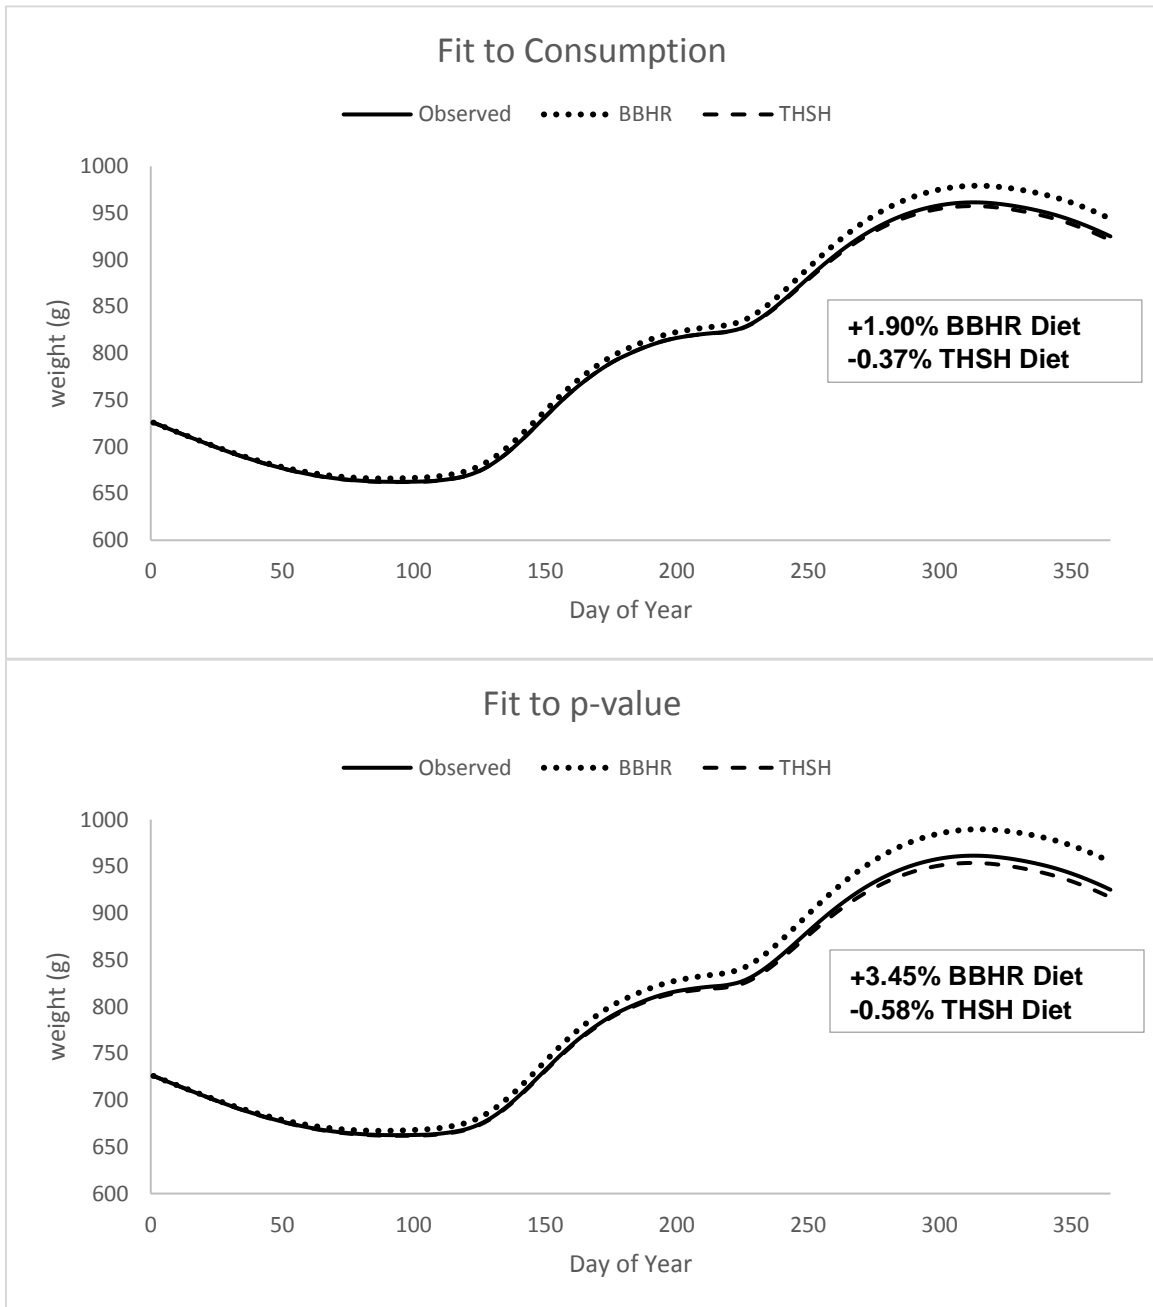 Fit to Consumption
Observed BBHR THSH
1000
950
900
850
800
750
700
650
600
weight (g)
+1.90% BBHR Diet
-0.37% THSH Diet
0 50 100 150 200 250 300 350
Day of Year
Fit to p-value
Observed BBHR THSH
1000
950
900
850
800
750
700
650
600
weight (g)
+3.45% BBHR Diet
-0.58% THSH Diet
0 50 100 150 200 250 300 350
Day of Year